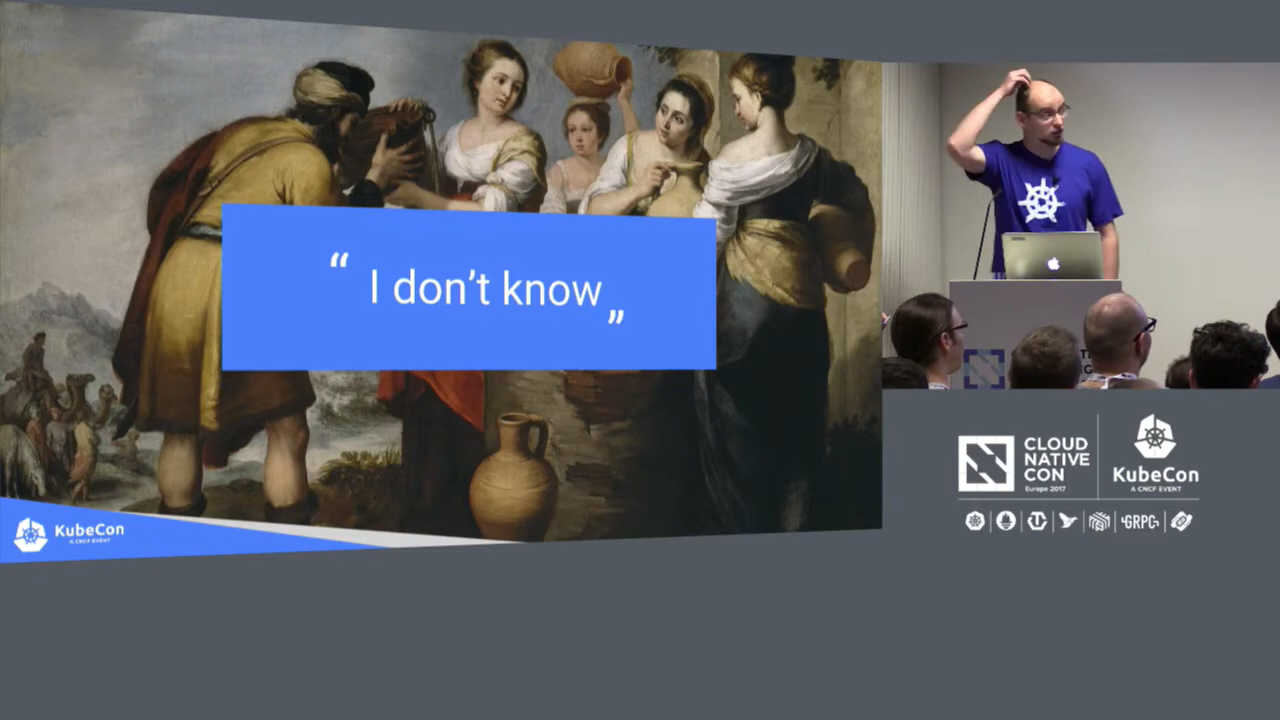 “ I don’t know „
KubeCon
A CNCF EVENT
CLOUD
NATIVE
CON
Europe 2017
KubeCon
A CNCF EVENT
GRPC